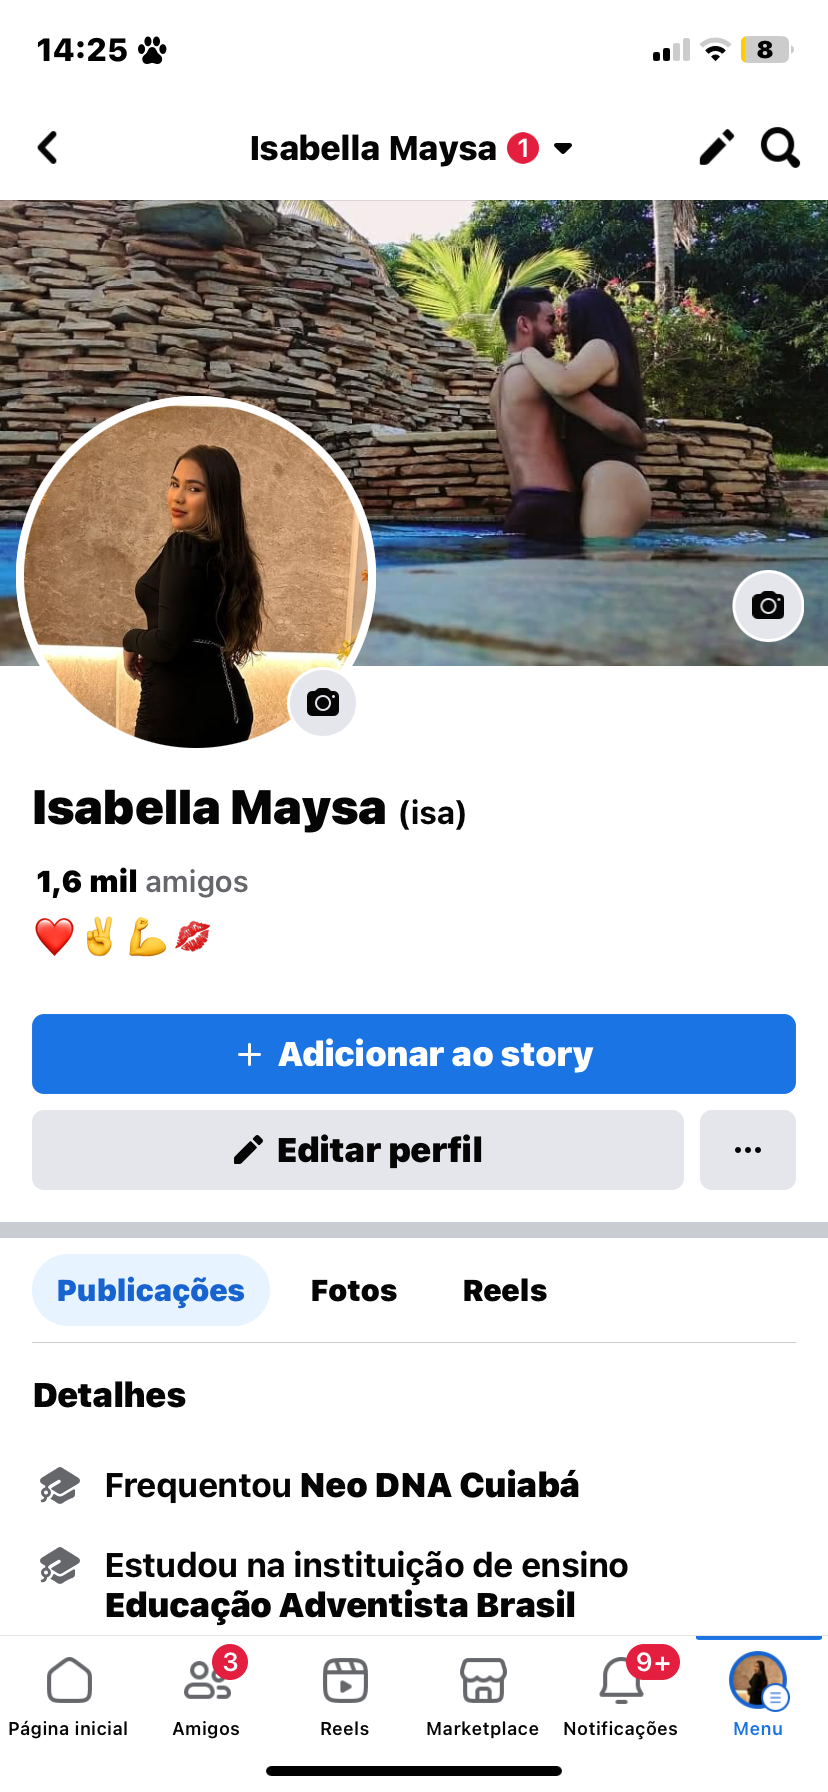 14:25
8
Isabella Maysa 1
Isabella Maysa (isa)
1,6 mil amigos
❤️✌️💪💋
+ Adicionar ao story
Editar perfil
...
Publicações Fotos Reels
Detalhes
Frequentou Neo DNA Cuiabá
Estudou na instituição de ensino
Educação Adventista Brasil
3 9+
Página inicial Amigos Reels Marketplace Notificações Menu